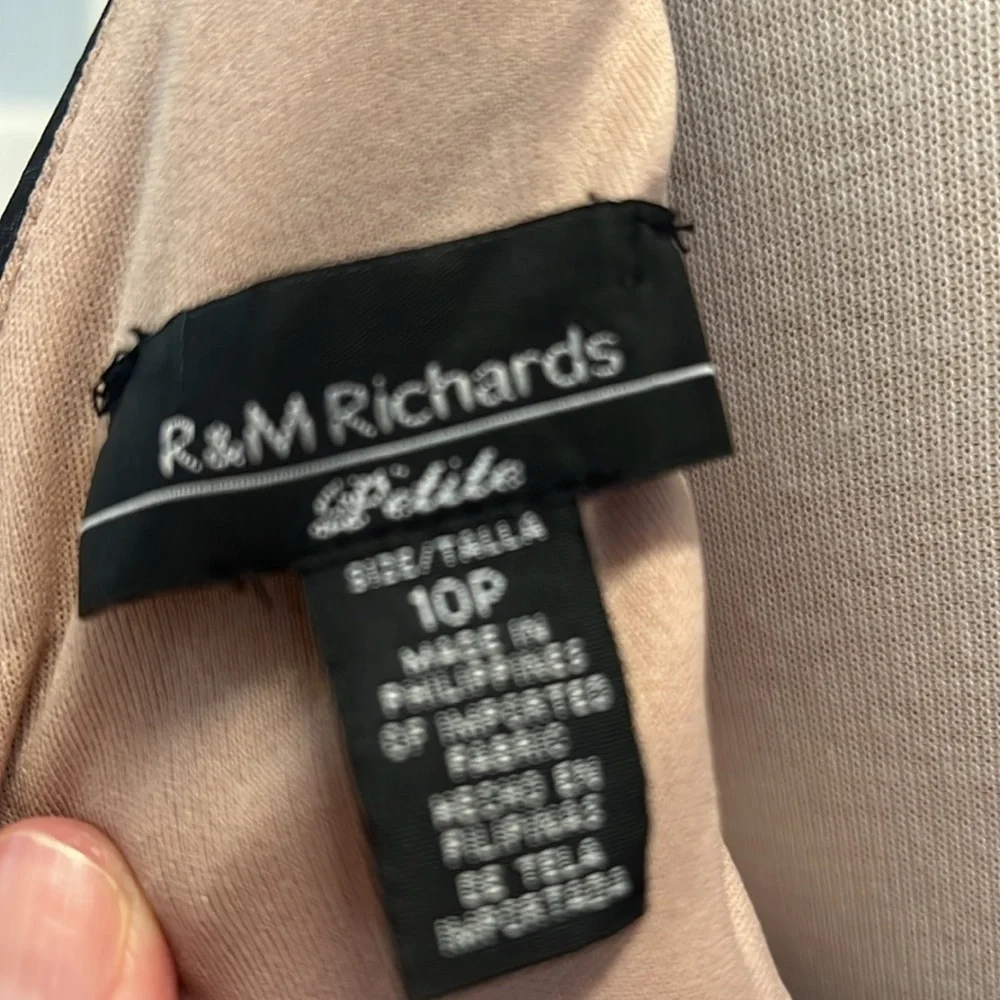 R&M Richards
Petite
SIZE/TALLA
10P
MADE IN
PHILIPPINES
OF IMPORTED
FABRIC
HECHO EN
FILIPINAS
DE TELA
IMPORTADA